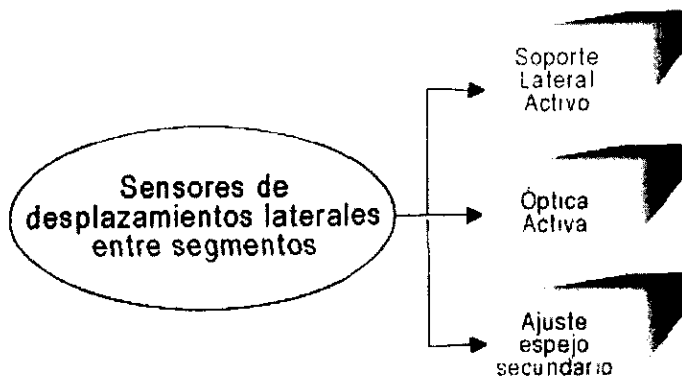 Sensores de
desplazamientos laterales
entre segmentos
Soporte
Lateral
Activo
Óptica
Activa
Ajuste
espejo
secundario